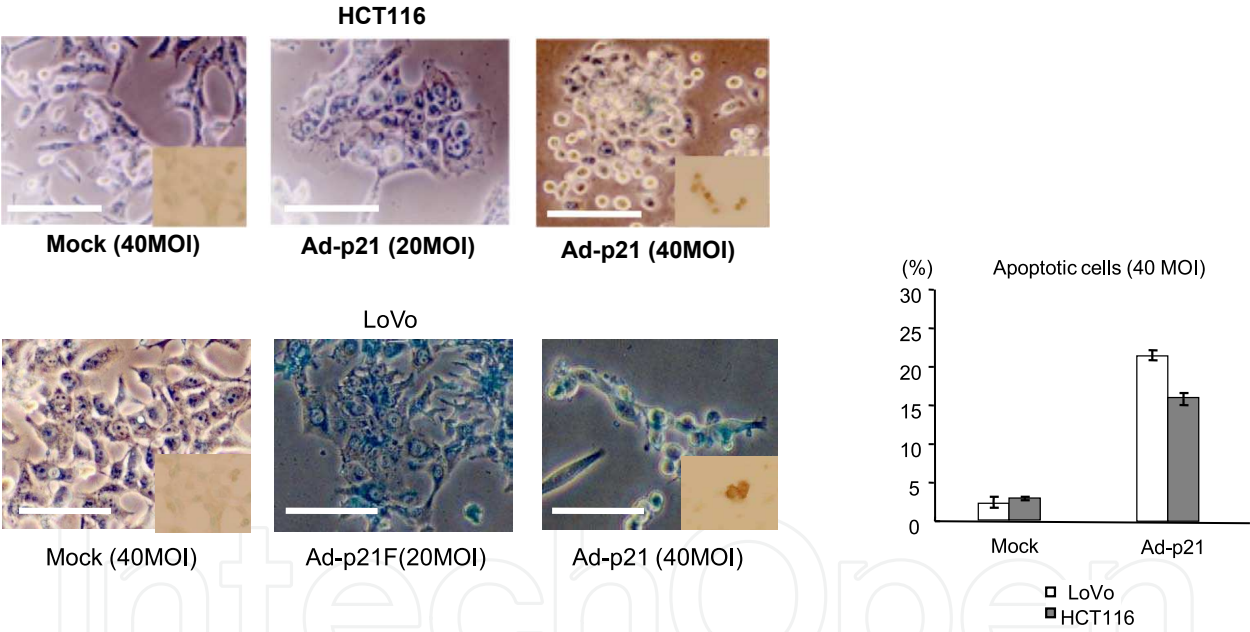 HCT116
Mock (40MOI)
Ad-p21 (20MOI)
Ad-p21 (40MOI)
LoVo
Mock (40MOI)
Ad-p21F(20MOI)
Ad-p21 (40MOI)
(%)
Apoptotic cells (40 MOI)
30
25
20
15
10
5
0
Mock
Ad-p21
LoVo
HCT116
IntechOpen